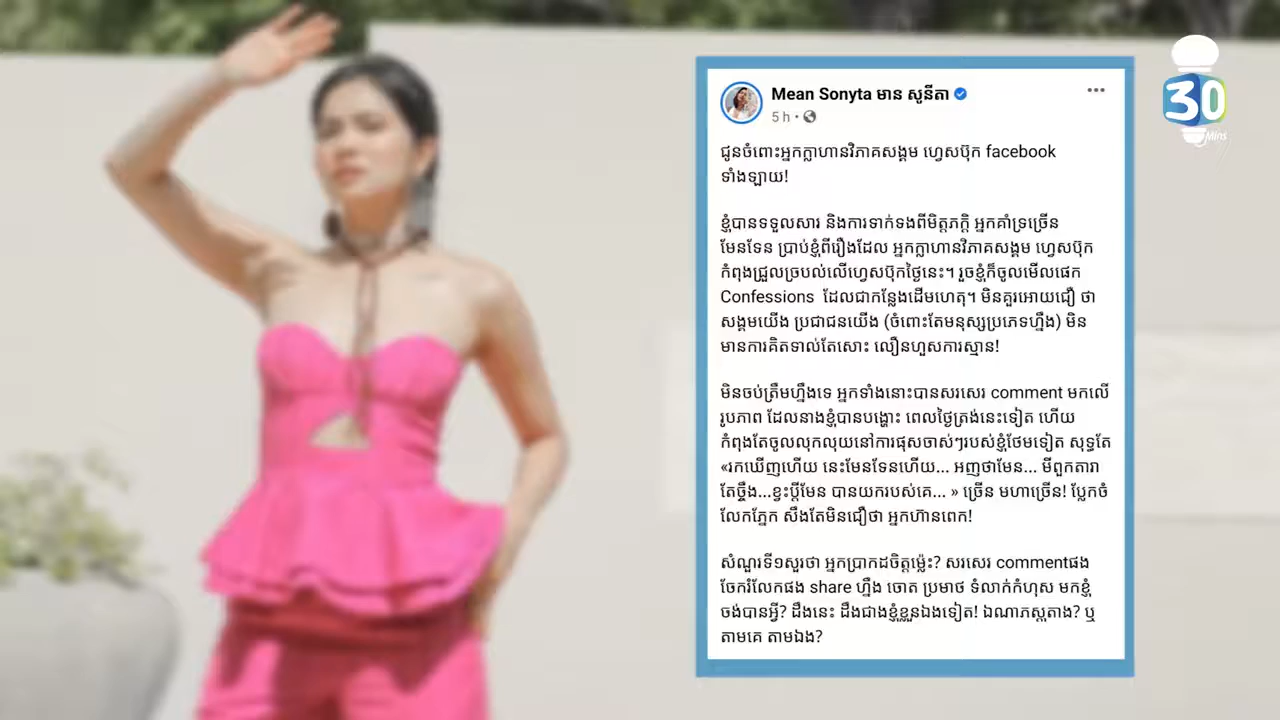 30
Mins
Mean Sonyta មាន សូនីតា
5 h
ជូនចំពោះអ្នកក្លាហានវិភាគសង្គម ហ្វេសប៊ុក facebook
ទាំងឡាយ!
ខ្ញុំបានទទួលសារ និងការទាក់ទងពីមិត្តភក្តិ អ្នកគាំទ្រច្រើន
មែនទែន ប្រាប់ខ្ញុំពីរឿងដែល អ្នកក្លាហានវិភាគសង្គម ហ្វេសប៊ុក
កំពុងជ្រួលច្របល់លើហ្វេសប៊ុកថ្ងៃនេះ។ រួចខ្ញុំក៏ចូលមើលផេក
Confessions ដែលជាកន្លែងដើមហេតុ។ មិនគួរអោយជឿ ថា
សង្គមយើង ប្រជាជនយើង (ចំពោះតែមនុស្សប្រភេទហ្នឹង) មិន
មានការគិតទាល់តែសោះ លឿនហួសការស្មាន!
មិនចប់ត្រឹមហ្នឹងទេ អ្នកទាំងនោះបានសរសេរ comment មកលើ
រូបភាព ដែលនាងខ្ញុំបានបង្ហោះ ពេលថ្ងៃត្រង់នេះទៀត ហើយ
កំពុងតែចូលលុកលុយនៅការផុសចាស់ៗរបស់ខ្ញុំថែមទៀត សុទ្ធតែ
«រកឃើញហើយ នេះមែនទែនហើយ... អញថាមែន... មីពួកតារា
តែច្ចឹង...ខ្វះប្តីមែន បានយករបស់គេ... » ច្រើន មហាច្រើន! ប្លែកចំ
លែកភ្នែក សឹងតែមិនជឿថា អ្នកហ៊ានពេក!
សំណួរទី១សួរថា អ្នកប្រាកដចិត្តម្ល៉េះ? សរសេរ commentផង
ចែករំលែកផង share ហ្នឹង ចោត ប្រមាថ ទំលាក់កំហុស មកខ្ញុំ
ចង់បានអ្វី? ដឹងនេះ ដឹងជាងខ្ញុំខ្លួនឯងទៀត! ឯណាភស្តុតាង? ឬ
តាមគេ តាមឯង?